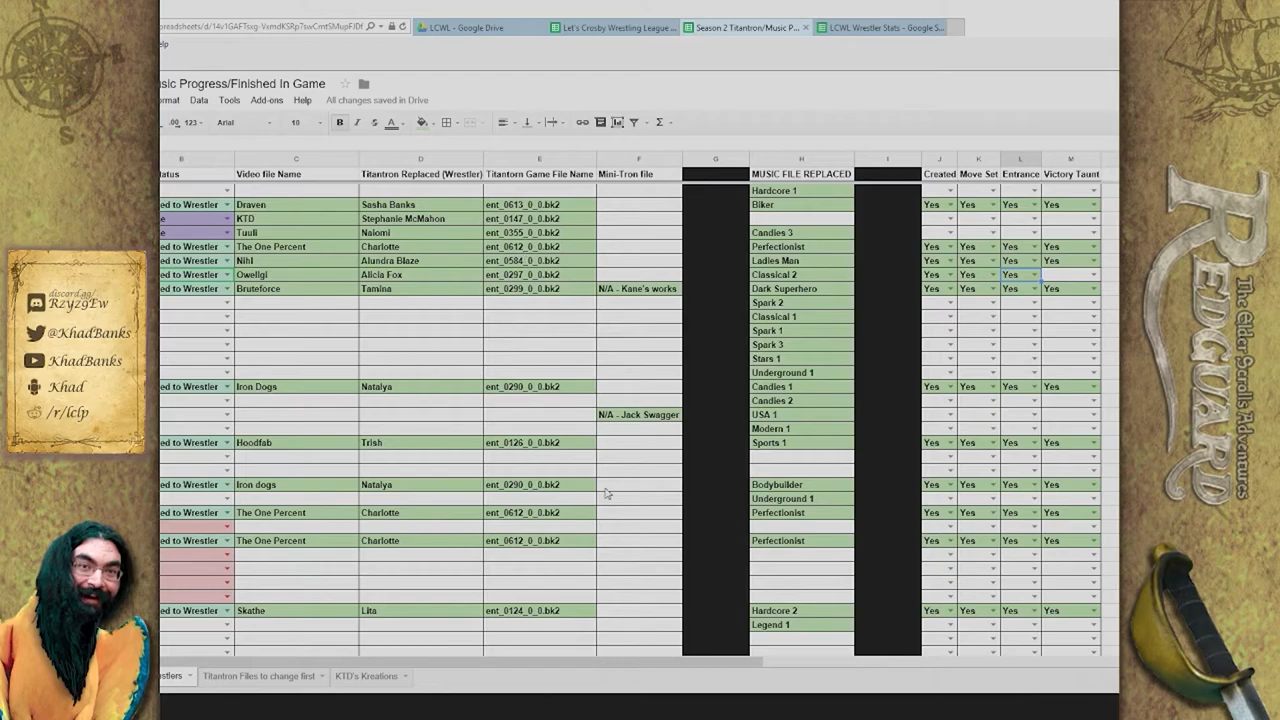 readsheets/d/14v1GAFTsxg-VxmdKSRp7swCmtSMupFJDf
LCWL - Google Drive
Let's Crosby Wrestling League ...
Season 2 Titantron/Music P...
LCWL Wrestler Stats - Google S...
elp
sic Progress/Finished In Game
ormat Data Tools Add-ons Help All changes saved in Drive
.00 123 Arial 10 B I S A
B C D E F G H I J K L M
tatus Video file Name Titantron Replaced (Wrestler) Titantorn Game File Name Mini-Tron file MUSIC FILE REPLACED Created Move Set Entrance Victory Taunt
Hardcore 1
ed to Wrestler Draven Sasha Banks ent_0613_0_0.bk2 Biker Yes Yes Yes Yes
e KTD Stephanie McMahon ent_0147_0_0.bk2
e Tuuli Naiomi ent_0355_0_0.bk2 Candies 3
ed to Wrestler The One Percent Charlotte ent_0612_0_0.bk2 Perfectionist Yes Yes Yes Yes
ed to Wrestler Nihl Alundra Blaze ent_0584_0_0.bk2 Ladies Man Yes Yes Yes Yes
ed to Wrestler Owellgi Alicia Fox ent_0297_0_0.bk2 Classical 2 Yes Yes Yes
ed to Wrestler Bruteforce Tamina ent_0299_0_0.bk2 N/A - Kane's works Dark Superhero Yes Yes Yes Yes
Spark 2
Classical 1
Spark 1
Spark 3
Stars 1
Underground 1
ed to Wrestler Iron Dogs Natalya ent_0290_0_0.bk2 Candies 1 Yes Yes Yes Yes
Candies 2
N/A - Jack Swagger USA 1
Modern 1
ed to Wrestler Hoodfab Trish ent_0126_0_0.bk2 Sports 1 Yes Yes Yes Yes
ed to Wrestler Iron dogs Natalya ent_0290_0_0.bk2 Bodybuilder Yes Yes Yes Yes
Underground 1
ed to Wrestler The One Percent Charlotte ent_0612_0_0.bk2 Perfectionist Yes Yes Yes Yes
ed to Wrestler The One Percent Charlotte ent_0612_0_0.bk2 Perfectionist Yes Yes Yes Yes
ed to Wrestler Skathe Lita ent_0124_0_0.bk2 Hardcore 2 Yes Yes Yes Yes
Legend 1
estlers Titantron Files to change first KTD's Kreations
discord.gg/
RzyzgEw
@KhadBanks
KhadBanks
Khad
/r/lclp
S
The Elder Scrolls Adventures
REDGUARD